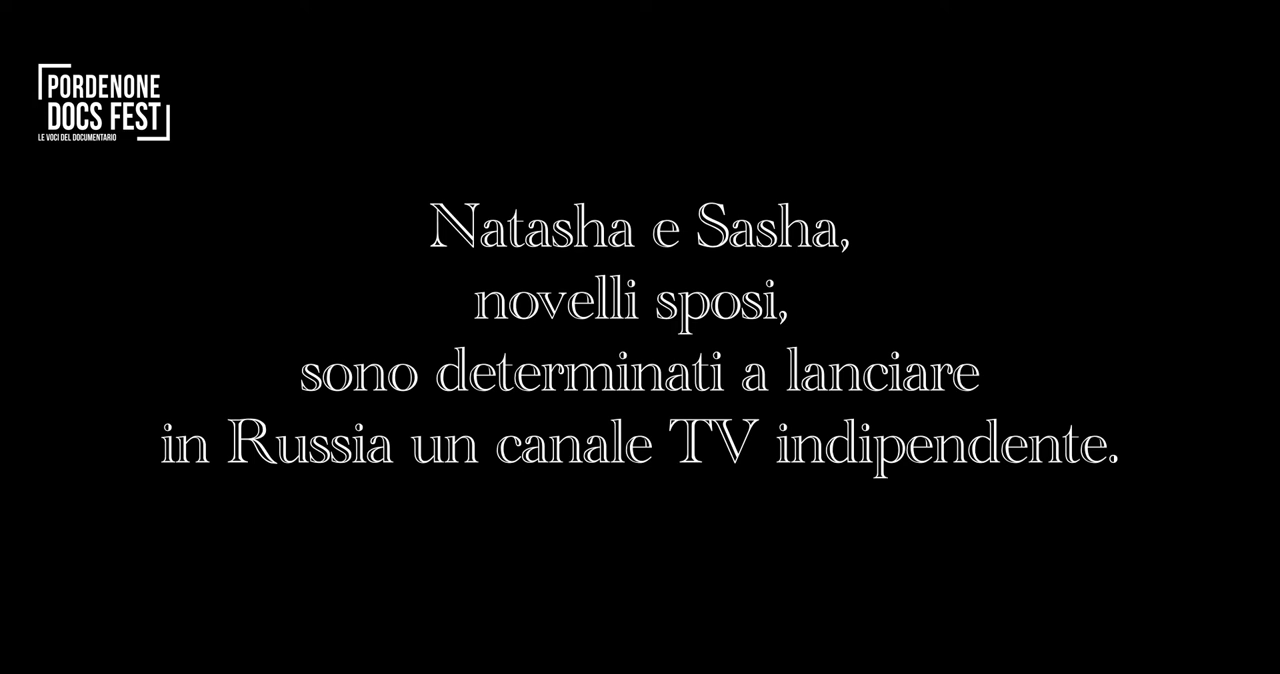 PORDENONE
DOCS FEST
LE VOCI DEL DOCUMENTARIO
Natasha e Sasha,
novelli sposi,
sono determinati a lanciare
in Russia un canale TV indipendente.